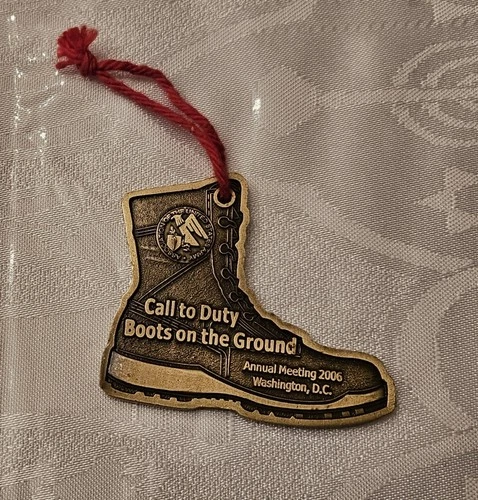 Call to Duty
Boots on the Ground
Annual Meeting 2006
Washington, D.C.